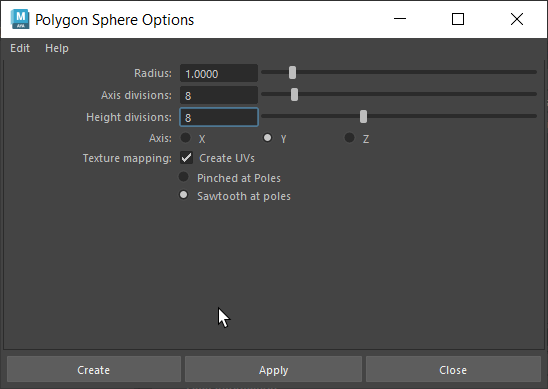 M
AYA
Polygon Sphere Options
Edit Help
Radius: 1.0000
Axis divisions: 8
Height divisions: 8
Axis: X Y Z
Texture mapping: Create UVs
Pinched at Poles
Sawtooth at poles
Create Apply Close